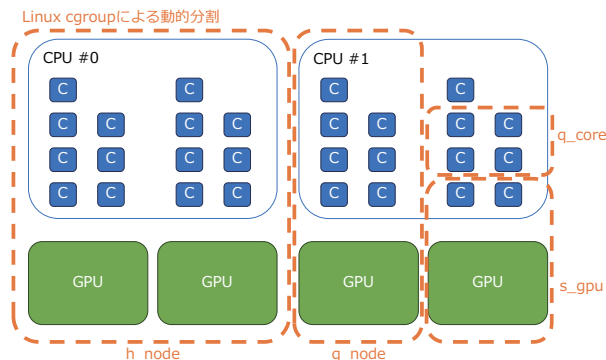 Linux cgroupによる動的分割
CPU #0 CPU #1
C C C C
C C C C C C C C
q_core
C C C C C C C C
C C C C C C C C
GPU GPU GPU GPU
s_gpu
h_node q_node